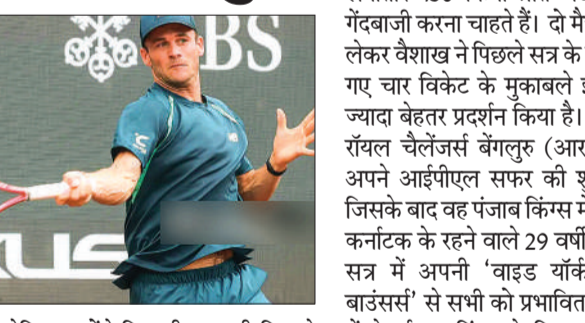 BS
US
गेंदबाजी करना चाहते हैं। दो मै
लेकर वैशाख ने पिछले सत्र के
गए चार विकेट के मुकाबले इ
ज्यादा बेहतर प्रदर्शन किया है।
रॉयल चैलेंजर्स बेंगलुरु (आर
अपने आईपीएल सफर की शु
जिसके बाद वह पंजाब किंग्स मे
कर्नाटक के रहने वाले 29 वर्षी
सत्र में अपनी ‘वाइड यॉर्क
बाउंसर्स’ से सभी को प्रभावित